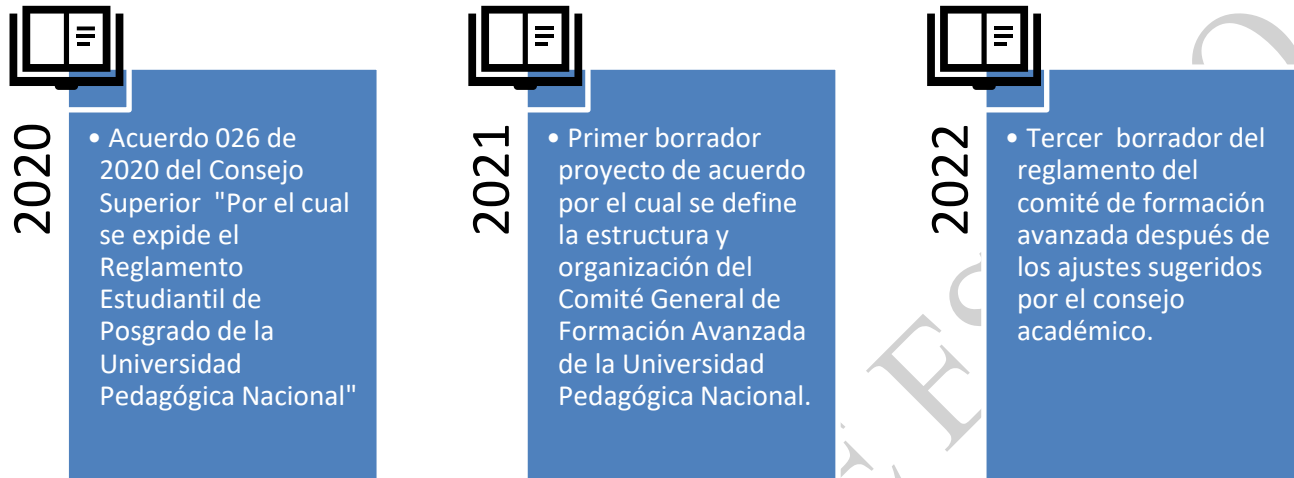 2020
• Acuerdo 026 de
2020 del Consejo
Superior "Por el cual
se expide el
Reglamento
Estudiantil de
Posgrado de la
Universidad
Pedagógica Nacional"
2021
• Primer borrador
proyecto de acuerdo
por el cual se define
la estructura y
organización del
Comité General de
Formación Avanzada
de la Universidad
Pedagógica Nacional.
2022
• Tercer borrador del
reglamento del
comité de formación
avanzada después de
los ajustes sugeridos
por el consejo
académico.